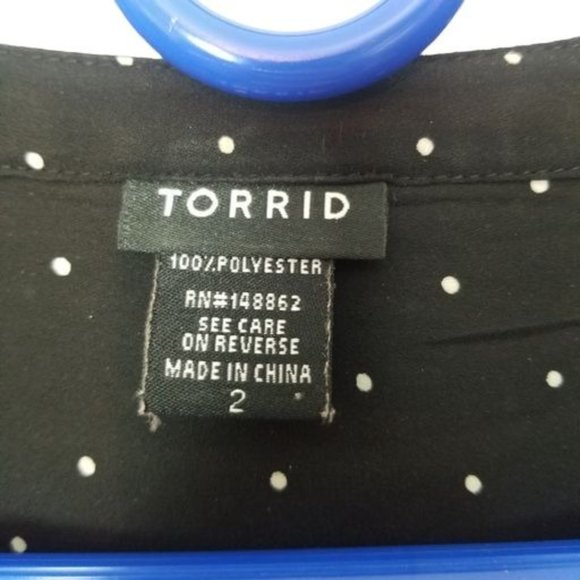 TORRID
100%POLYESTER
RN#148862
SEE CARE
ON REVERSE
MADE IN CHINA
2